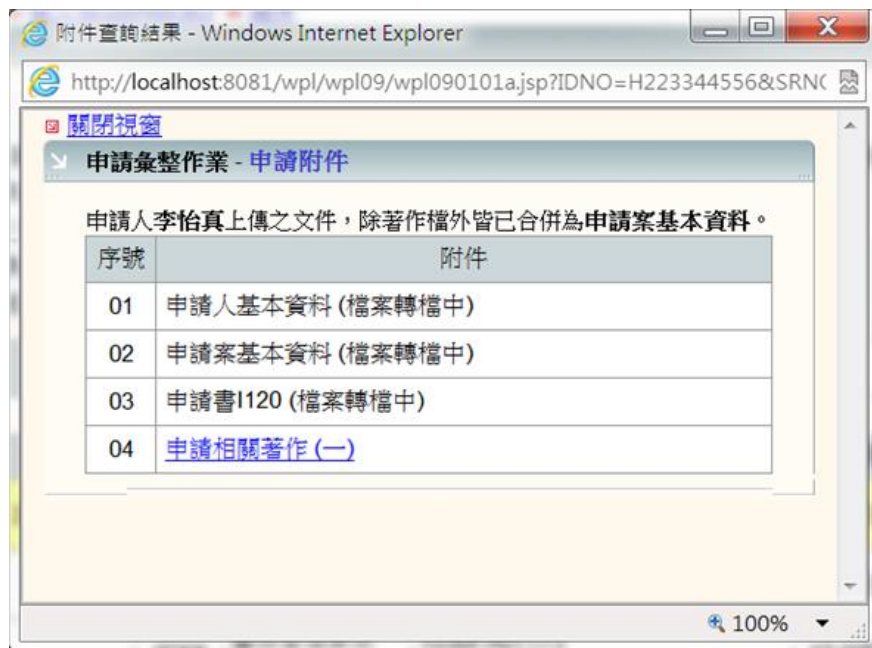 附件查詢結果 - Windows Internet Explorer
http://localhost:8081/wpl/wpl09/wpl090101a.jsp?IDNO=H223344556&SRNO
關閉視窗
申請彙整作業 - 申請附件
申請人李怡真上傳之文件，除著作檔外皆已合併為申請案基本資料。
序號 附件
01 申請人基本資料 (檔案轉檔中)
02 申請案基本資料 (檔案轉檔中)
03 申請書I120 (檔案轉檔中)
04 申請相關著作 (一)
100%